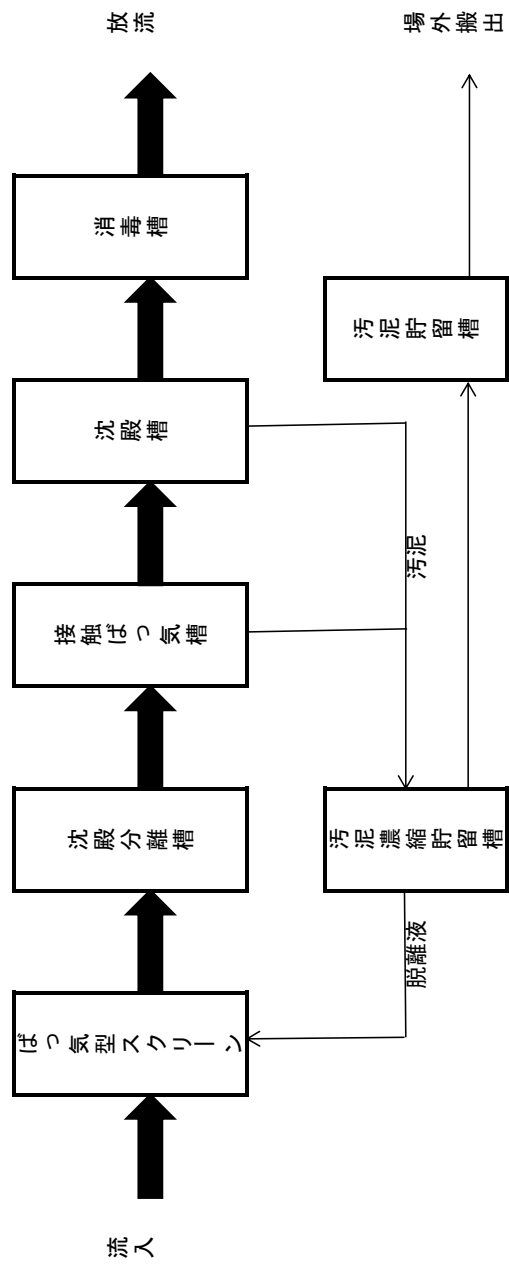 流入
ばっ気型スクリーン
沈殿分離槽
接触ばっ気槽
沈殿槽
消毒槽
放流
脱離液
汚泥濃縮貯留槽
汚泥
汚泥貯留槽
場外搬出